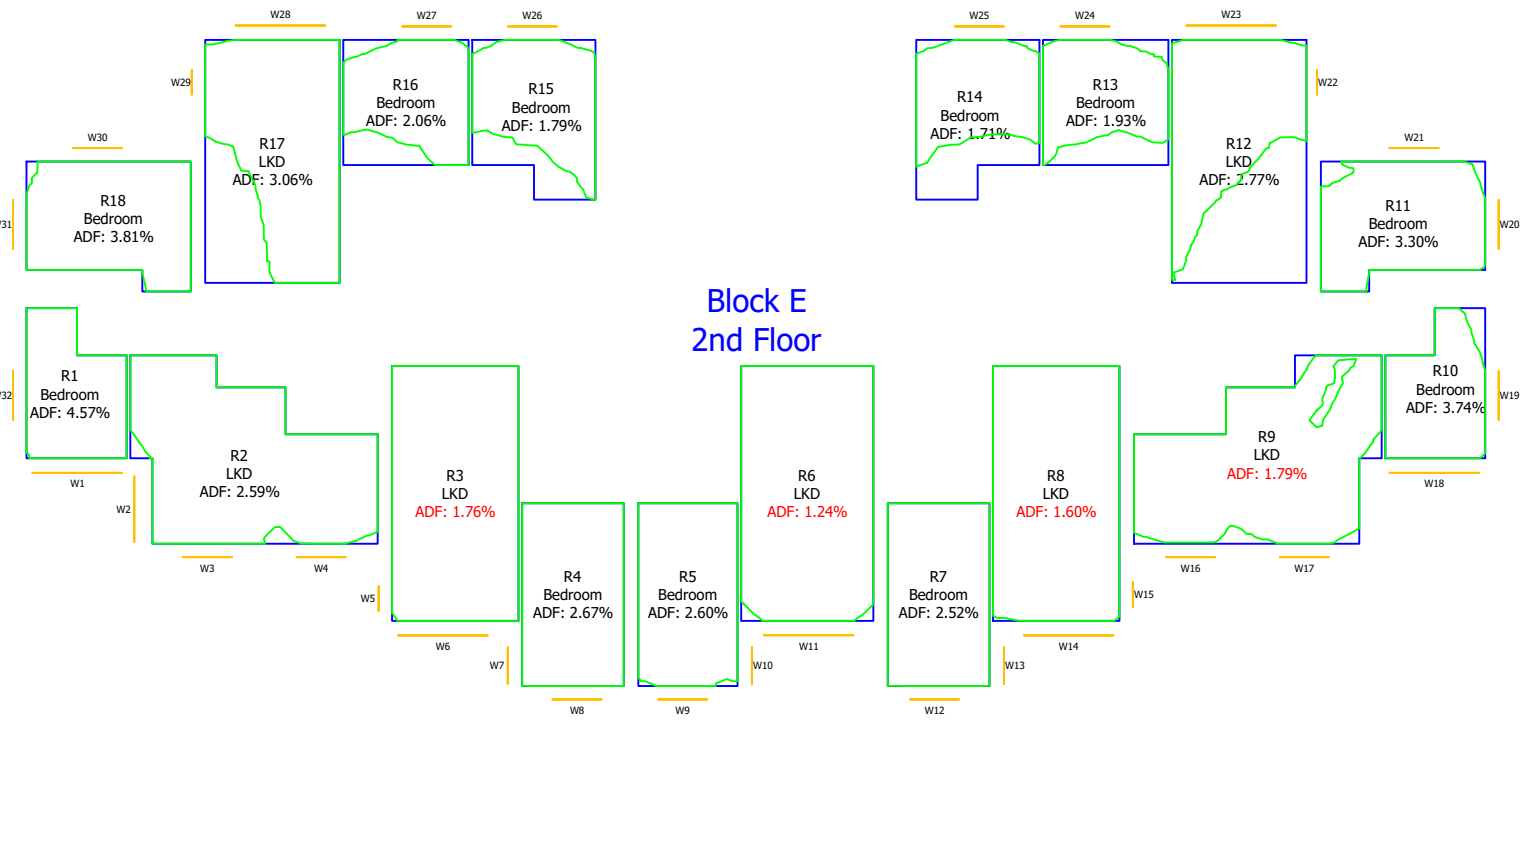 W28
W27
W26
W25
W24
W23
W29
W22
R17
LKD
ADF: 3.06%
R16
Bedroom
ADF: 2.06%
R15
Bedroom
ADF: 1.79%
R14
Bedroom
ADF: 1.71%
R13
Bedroom
ADF: 1.93%
R12
LKD
ADF: 2.77%
W30
W21
W31
R18
Bedroom
ADF: 3.81%
R11
Bedroom
ADF: 3.30%
W20
Block E
2nd Floor
W32
R1
Bedroom
ADF: 4.57%
W1
W2
R2
LKD
ADF: 2.59%
W3
W4
R3
LKD
ADF: 1.76%
W5
W6
R4
Bedroom
ADF: 2.67%
W7
W8
R5
Bedroom
ADF: 2.60%
W9
W10
R6
LKD
ADF: 1.24%
W11
R7
Bedroom
ADF: 2.52%
W12
W13
R8
LKD
ADF: 1.60%
W14
W15
R9
LKD
ADF: 1.79%
W16
W17
R10
Bedroom
ADF: 3.74%
W19
W18